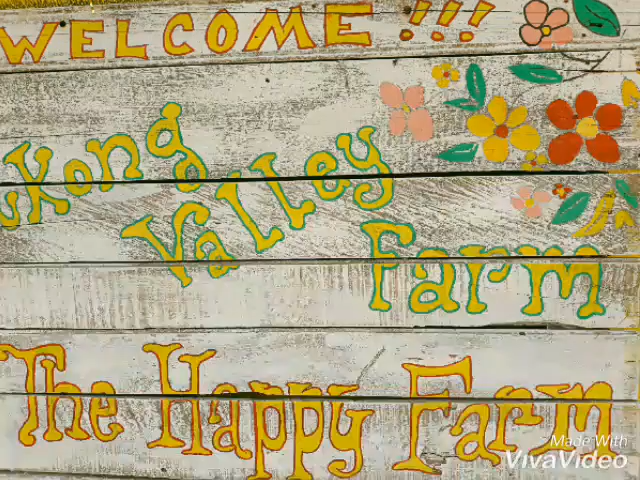 WELCOME !!!
kong
Valley
Farm
The Happy Farm
Made With
VivaVideo